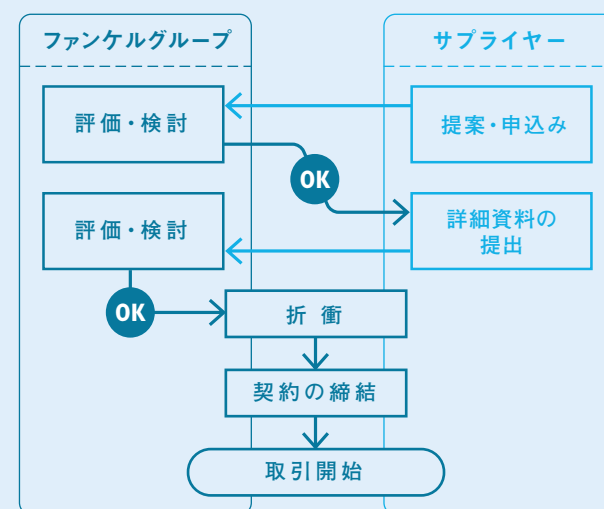 ファンケルグループ
サプライヤー
評価・検討
提案・申込み
OK
評価・検討
詳細資料の
提出
OK
折 衝
契約の締結
取引開始